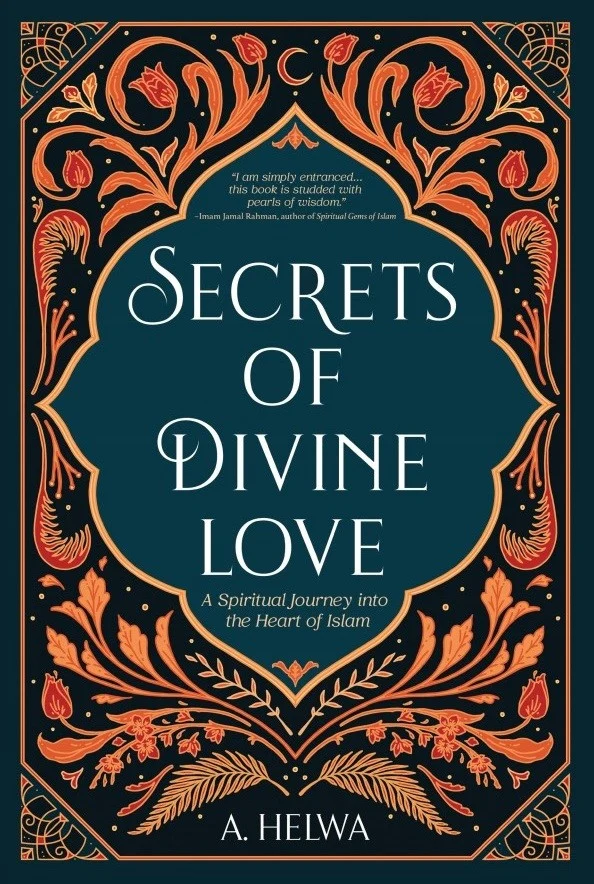 “I am simply entranced...
this book is studded with
pearls of wisdom.”
–Imam Jamal Rahman, author of Spiritual Gems of Islam
SECRETS
OF
DIVINE
LOVE
A Spiritual Journey into
the Heart of Islam
A. HELWA